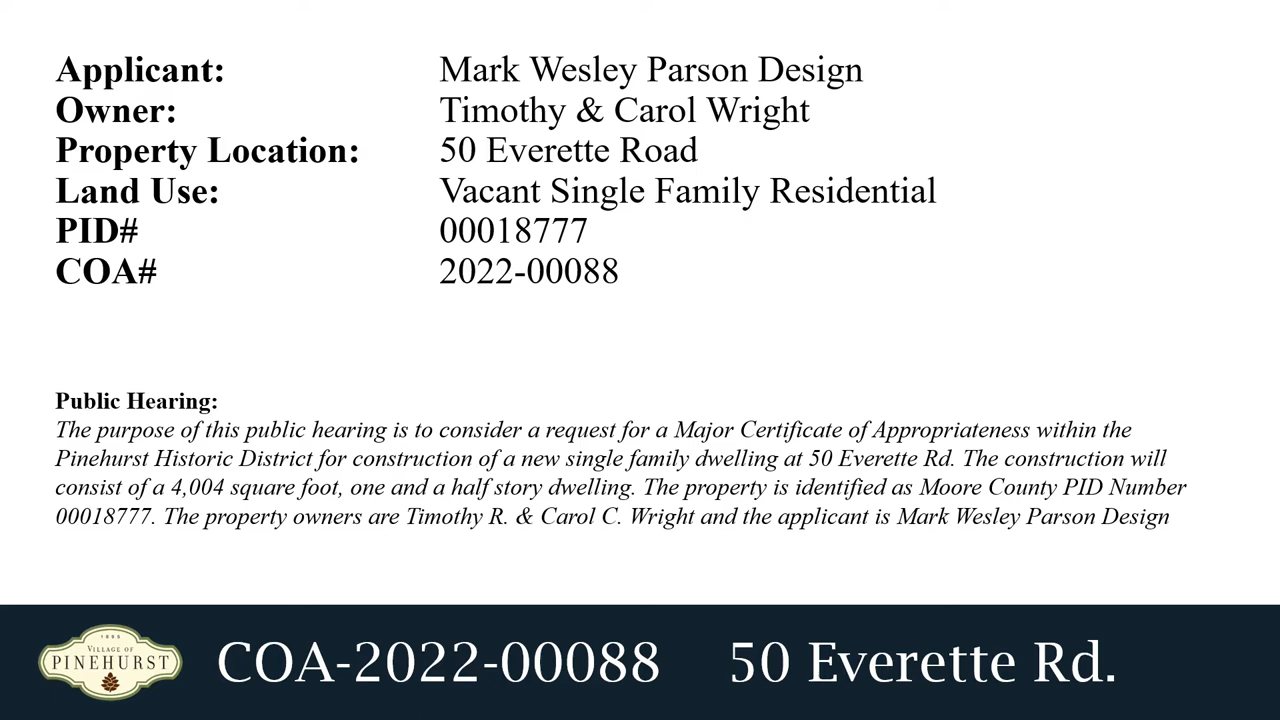 Applicant: Mark Wesley Parson Design
Owner: Timothy & Carol Wright
Property Location: 50 Everette Road
Land Use: Vacant Single Family Residential
PID# 00018777
COA# 2022-00088
Public Hearing:
The purpose of this public hearing is to consider a request for a Major Certificate of Appropriateness within the
Pinehurst Historic District for construction of a new single family dwelling at 50 Everette Rd. The construction will
consist of a 4,004 square foot, one and a half story dwelling. The property is identified as Moore County PID Number
00018777. The property owners are Timothy R. & Carol C. Wright and the applicant is Mark Wesley Parson Design
1895
VILLAGE OF
PINEHURST
COA-2022-00088 50 Everette Rd.